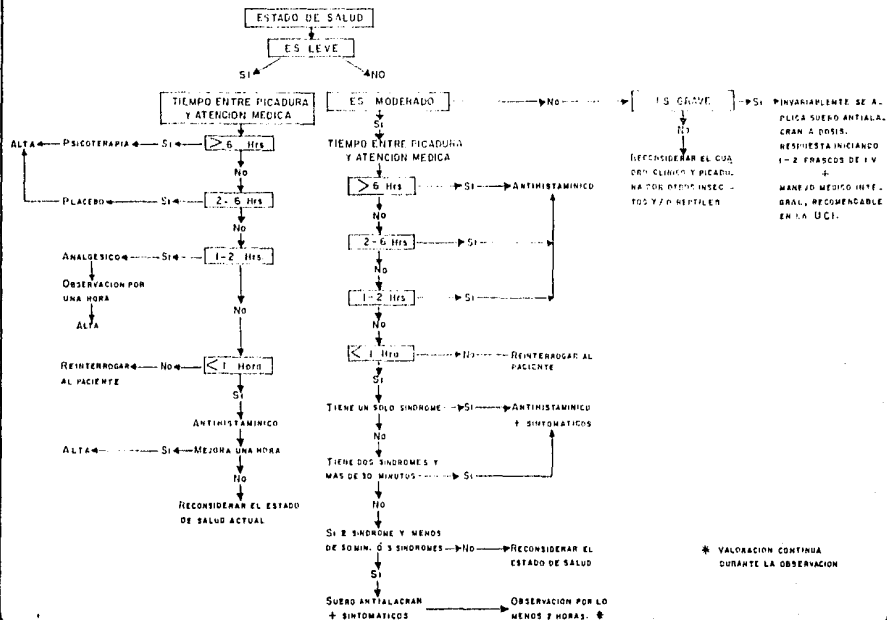 ESTADO DE SALUD
ES LEVE
SI
NO
TIEMPO ENTRE PICADURA
Y ATENCION MEDICA
> 6 Hrs
Si
PSICOTERAPIA
ALTA
No
2-6 Hrs
Si
PLACEBO
No
1-2 Hrs
Si
ANALGESICO
OBSERVACION POR
UNA HORA
ALTA
No
< 1 Hora
No
REINTERROGAR
AL PACIENTE
Si
ANTIHISTAMINICO
MEJORA UNA HORA
Si
ALTA
No
RECONSIDERAR EL ESTADO
DE SALUD ACTUAL
ES MODERADO
No
Si
TIEMPO ENTRE PICADURA
Y ATENCION MEDICA
> 6 Hrs
Si
ANTIHISTAMINICO
No
2-6 Hrs
Si
No
1-2 Hrs
Si
No
< 1 Hra
No
REINTERROGAR AL
PACIENTE
Si
TIENE UN SOLO SINDROME
Si
ANTIHISTAMINICO
+ SINTOMATICOS
No
TIENE DOS SINDROMES Y
MAS DE 30 MINUTOS
Si
No
SI 2 SINDROME Y MENOS
DE 30 MIN. O 3 SINDROMES
No
RECONSIDERAR EL
ESTADO DE SALUD
Si
SUERO ANTIALACRAN
+ SINTOMATICOS
OBSERVACION POR LO
MENOS 2 HORAS. *
ES GRAVE
Si
INVARIABLENTE SE A-
PLICA SUERO ANTIALA-
CRAN A DOSIS.
RESPUESTA INICIANDO
1-2 FRASCOS DE I V
+
MANEJO MEDICO INTE-
GRAL, RECOMENDABLE
EN LA UCI.
No
RECONSIDERAR EL CUA
DRO CLINICO Y PICADU-
RA POR OTROS INSEC-
TOS Y/O REPTILES
* VALORACION CONTINUA
DURANTE LA OBSERVACION